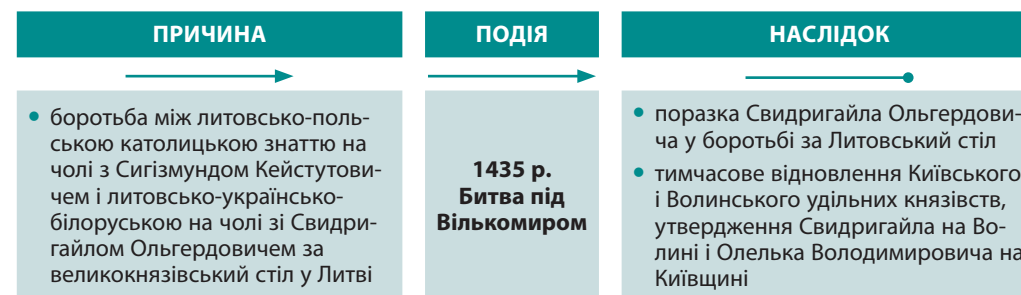 ПРИЧИНА
ПОДІЯ
НАСЛІДОК
• боротьба між литовсько-поль-
ською католицькою знаттю на
чолі з Сигізмундом Кейстутови-
чем і литовсько-українсько-
білоруською на чолі зі Свидри-
гайлом Ольгердовичем за
великокнязівський стіл у Литві
1435 р.
Битва під
Вількомиром
• поразка Свидригайла Ольгердови-
ча у боротьбі за Литовський стіл
• тимчасове відновлення Київського
і Волинського удільних князівств,
утвердження Свидригайла на Во-
лині і Олелька Володимировича на
Київщині